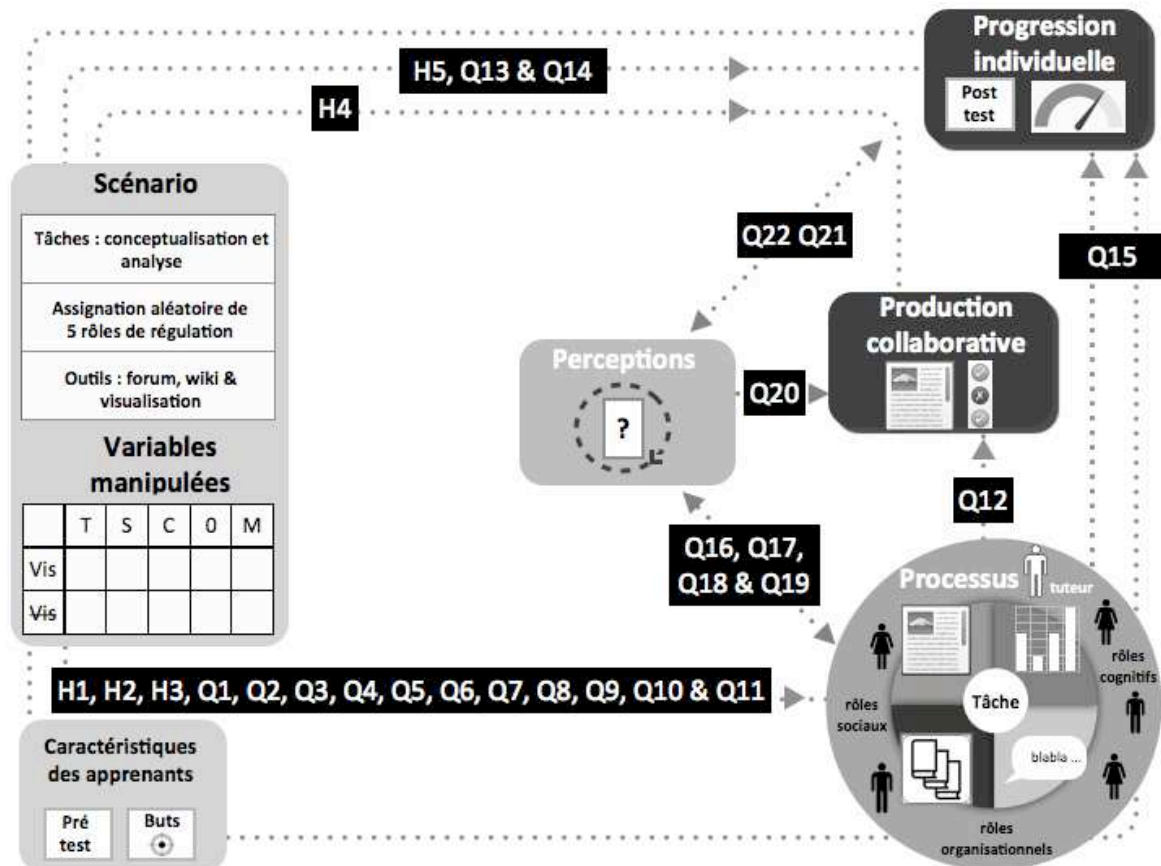 Progression
individuelle
Post
test
H5, Q13 & Q14
H4
Scénario
Tâches : conceptualisation et
analyse
Assignation aléatoire de
5 rôles de régulation
Outils : forum, wiki &
visualisation
Variables
manipulées
T S C 0 M
Vis
Vis
Q22 Q21
Q15
Perceptions
?
Q20
Production
collaborative
Q12
Q16, Q17,
Q18 & Q19
Processus
tuteur
rôles
cognitifs
rôles
sociaux
Tâche
blabla ...
rôles
organisationnels
H1, H2, H3, Q1, Q2, Q3, Q4, Q5, Q6, Q7, Q8, Q9, Q10 & Q11
Caractéristiques
des apprenants
Pré
test
Buts